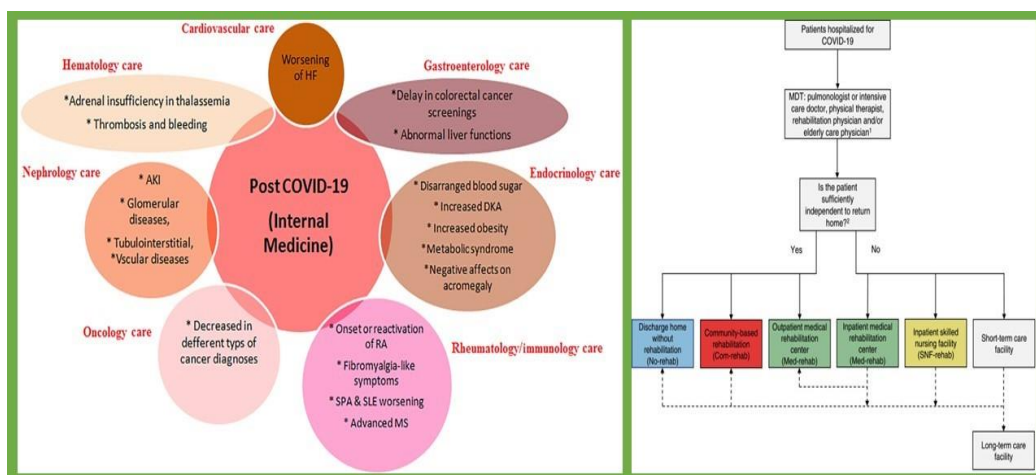 Cardiovascular care
Worsening
of HF
Hematology care
*Adrenal insufficiency in thalassemia
* Thrombosis and bleeding
Gastroenterology care
*Delay in colorectal cancer
screenings
* Abnormal liver functions
Nephrology care
* AKI
* Glomerular
diseases,
* Tubulointerstitial,
*Vscular diseases
Post COVID-19
(Internal
Medicine)
Endocrinology care
* Disarranged blood sugar
* Increased DKA
* Increased obesity
* Metabolic syndrome
* Negative affects on
acromegaly
Oncology care
* Decreased in
defferent typs of
cancer diagnoses
Rheumatology/immunology care
* Onset or reactivation
of RA
* Fibromyalgia-like
symptoms
* SPA & SLE worsening
* Advanced MS
Patients hospitalized for
COVID-19
MDT: pulmonologist or intensive
care doctor, physical therapist,
rehabilitation physician and/or
elderly care physician¹
Is the patient
sufficiently
independent to return
home?²
Yes
No
Discharge home
without
rehabilitation
(No-rehab)
Community-based
rehabilitation
(Com-rehab)
Outpatient medical
rehabilitation
center
(Med-rehab)
Inpatient medical
rehabilitation
center
(Med-rehab)
Inpatient skilled
nursing facility
(SNF-rehab)
Short-term care
facility
Long-term care
facility